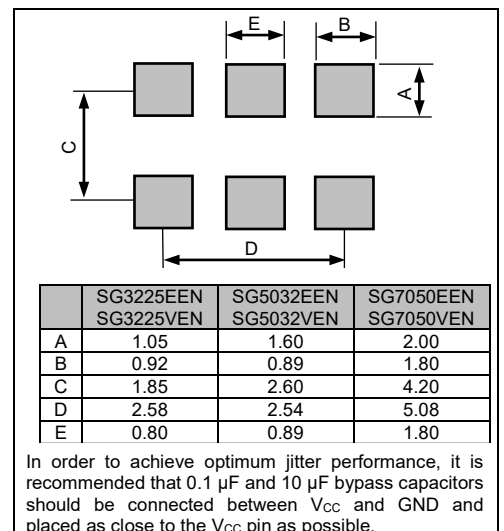 E
B
A
C
D
SG3225EEN SG5032EEN SG7050EEN
SG3225VEN SG5032VEN SG7050VEN
A 1.05 1.60 2.00
B 0.92 0.89 1.80
C 1.85 2.60 4.20
D 2.58 2.54 5.08
E 0.80 0.89 1.80
In order to achieve optimum jitter performance, it is
recommended that 0.1 µF and 10 µF bypass capacitors
should be connected between VCC and GND and
placed as close to the VCC pin as possible.